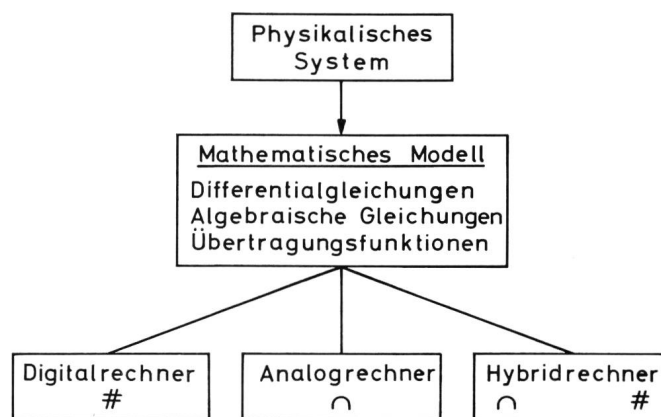 Physikalisches
System
Mathematisches Modell
Differentialgleichungen
Algebraische Gleichungen
Übertragungsfunktionen
Digitalrechner
#
Analogrechner
∩
Hybridrechner
∩ #